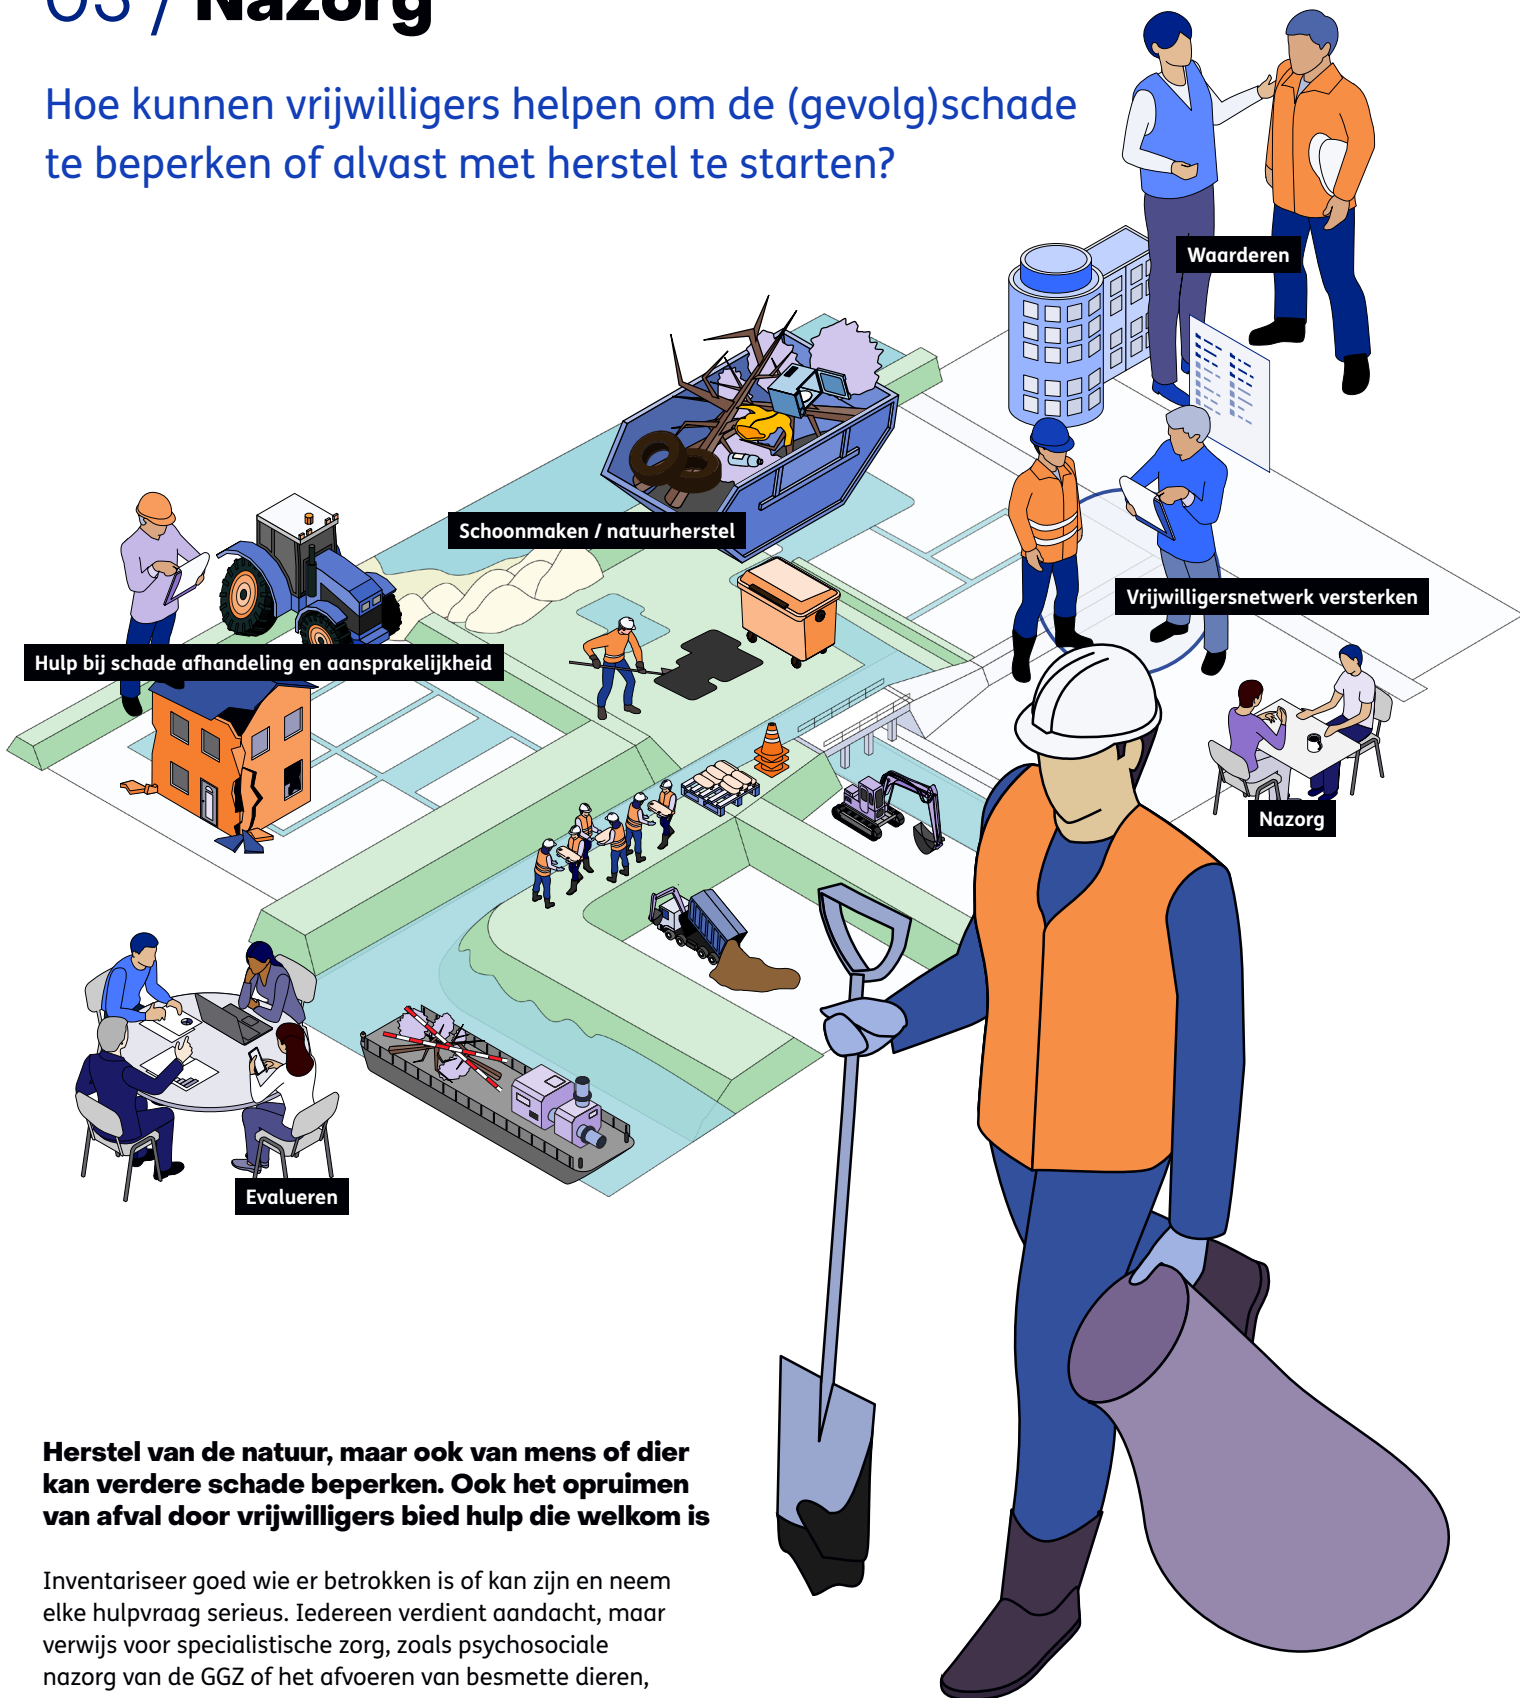 03 / Nazorg
Hoe kunnen vrijwilligers helpen om de (gevolg)schade
te beperken of alvast met herstel te starten?
Waarderen
Schoonmaken / natuurherstel
Vrijwilligersnetwerk versterken
Hulp bij schade afhandeling en aansprakelijkheid
Nazorg
Evalueren
Herstel van de natuur, maar ook van mens of dier
kan verdere schade beperken. Ook het opruimen
van afval door vrijwilligers bied hulp die welkom is
Inventariseer goed wie er betrokken is of kan zijn en neem
elke hulpvraag serieus. Iedereen verdient aandacht, maar
verwijs voor specialistische zorg, zoals psychosociale
nazorg van de GGZ of het afvoeren van besmette dieren,